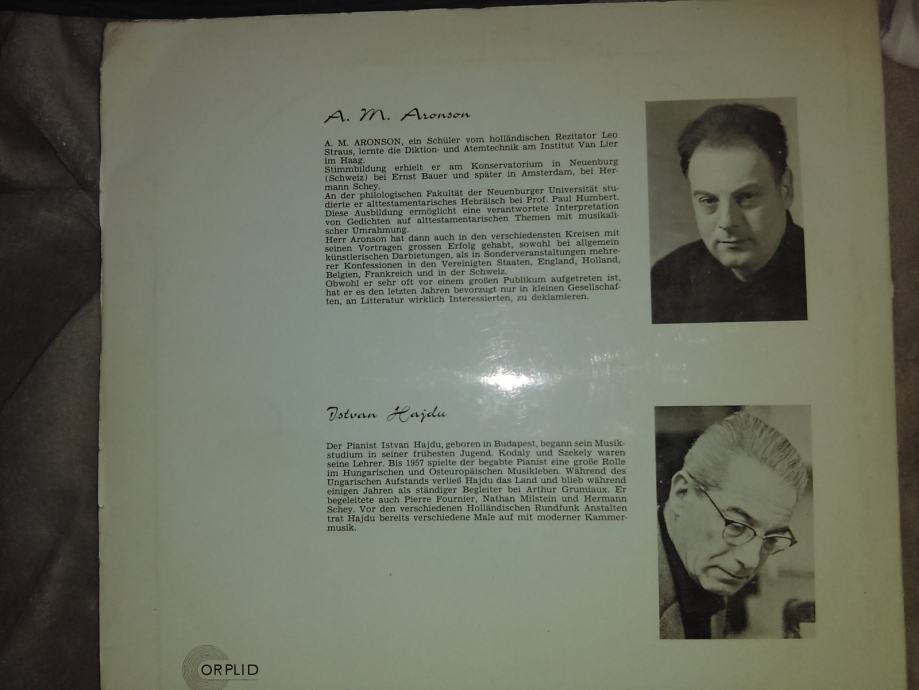 A. M. Aronson
A. M. ARONSON, ein Schüler vom holländischen Rezitator Leo
Straus, lernte die Diktion- und Atemtechnik am Institut Van Lier
im Haag.
Stimmbildung erhielt er am Konservatorium in Neuenburg
(Schweiz) bei Ernst Bauer und später in Amsterdam, bei Her-
mann Schey.
An der philologischen Fakultät der Neuenburger Universität stu-
dierte er alttestamentarisches Hebräisch bei Prof. Paul Humbert.
Diese Ausbildung ermöglicht eine verantwortete Interpretation
von Gedichten auf alttestamentarischen Themen mit musikali-
scher Umrahmung.
Herr Aronson hat dann auch in den verschiedensten Kreisen mit
seinen Vortragen grossen Erfolg gehabt, sowohl bei allgemein
künstlerischen Darbietungen, als in Sonderveranstaltungen mehre-
rer Konfessionen in den Vereinigten Staaten, England, Holland,
Belgien, Frankreich und in der Schweiz.
Obwohl er sehr oft vor einem großen Publikum aufgetreten ist,
hat er es den letzten Jahren bevorzugt nur in kleinen Gesellschaf-
ten, an Litteratur wirklich Interessierten, zu deklamieren.
Istvan Hajdu
Der Pianist Istvan Hajdu, geboren in Budapest, begann sein Musik-
studium in seiner frühesten Jugend. Kodaly und Szekely waren
seine Lehrer. Bis 1957 spielte der begabte Pianist eine große Rolle
im Hungarischen und Osteuropäischen Musikleben. Während des
Ungarischen Aufstands verließ Hajdu das Land und blieb während
einigen Jahren als ständiger Begleiter bei Arthur Grumiaux. Er
begeleitete auch Pierre Fournier, Nathan Milstein und Hermann
Schey. Vor den verschiedenen Holländischen Rundfunk Anstalten
trat Hajdu bereits verschiedene Male auf mit moderner Kammer-
musik.
ORPLID